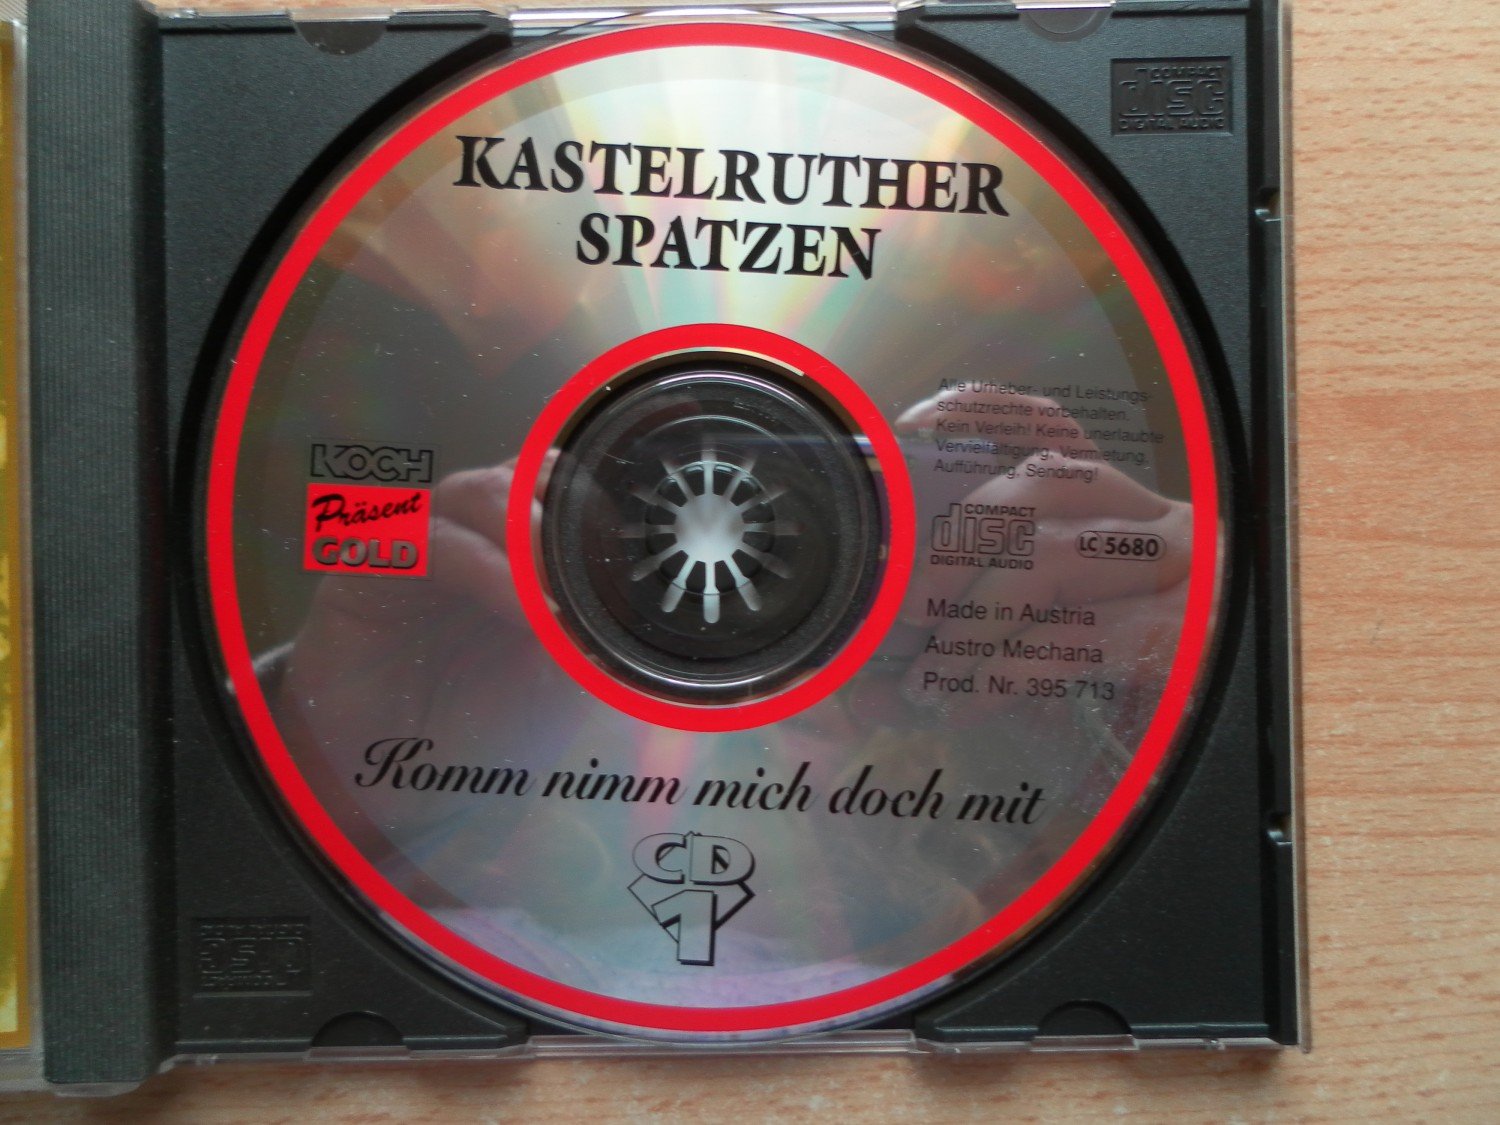 KASTELRUTHER
SPATZEN
KOCH
Präsent
GOLD
Alle Urheber- und Leistungs-
schutzrechte vorbehalten.
Kein Verleih! Keine unerlaubte
Vervielfältigung, Vermietung,
Aufführung, Sendung!
COMPACT
disc
DIGITAL AUDIO
LC 5680
Made in Austria
Austro Mechana
Prod. Nr. 395 713
Komm nimm mich doch mit
CD
1
COMPACT
disc
DIGITAL AUDIO